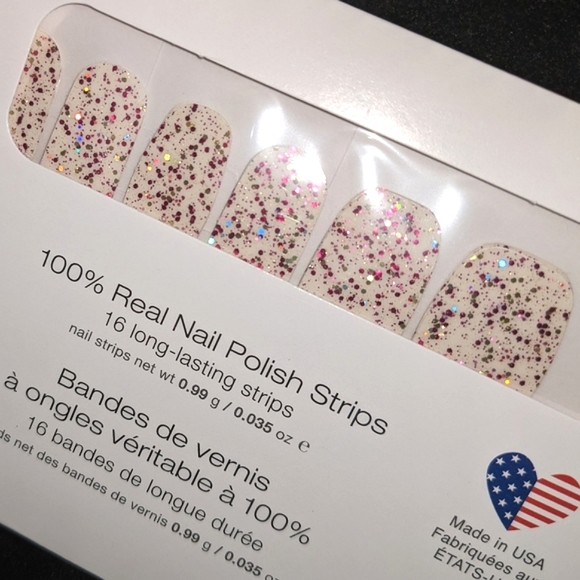 100% Real Nail Polish Strips
16 long-lasting strips
nail strips net wt 0.99 g / 0.035 oz ℮
Bandes de vernis
à ongles véritable à 100%
16 bandes de longue durée
net des bandes de vernis 0.99 g / 0.035
Made in USA
Fabriquées